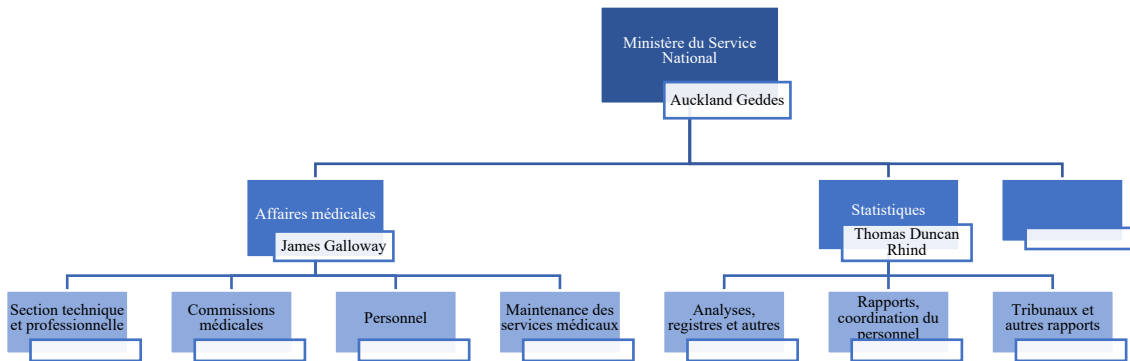 Ministère du Service
National
Auckland Geddes
Affaires médicales
James Galloway
Statistiques
Thomas Duncan
Rhind
Section technique
et professionnelle
Commissions
médicales
Personnel
Maintenance des
services médicaux
Analyses,
registres et autres
Rapports,
coordination du
personnel
Tribunaux et
autres rapports